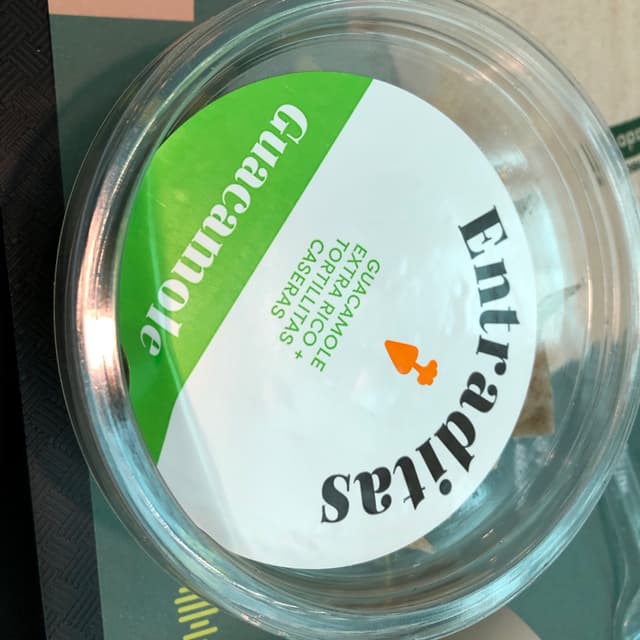 Entraditas
GUACAMOLE
EXTRA RICO +
TORTILLITAS
CASERAS
Guacamole